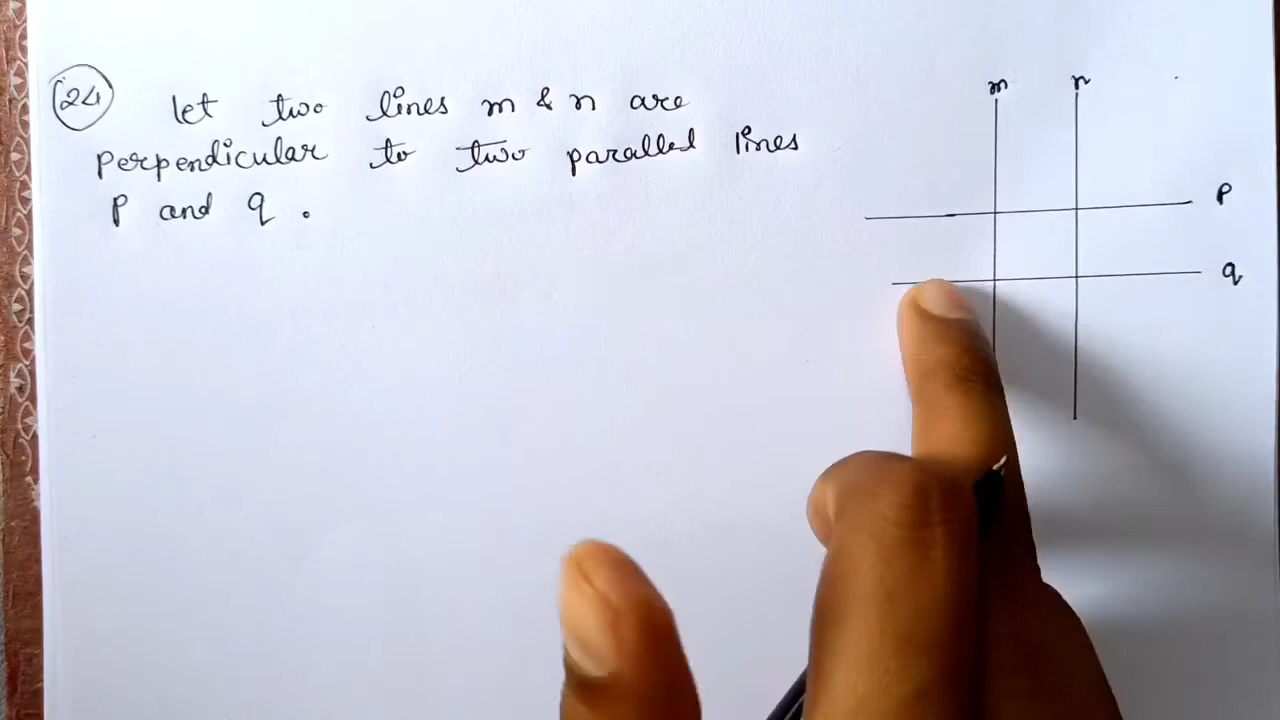 24 let two lines m & n are
perpendicular to two parallel lines
p and q .
m n
p
q